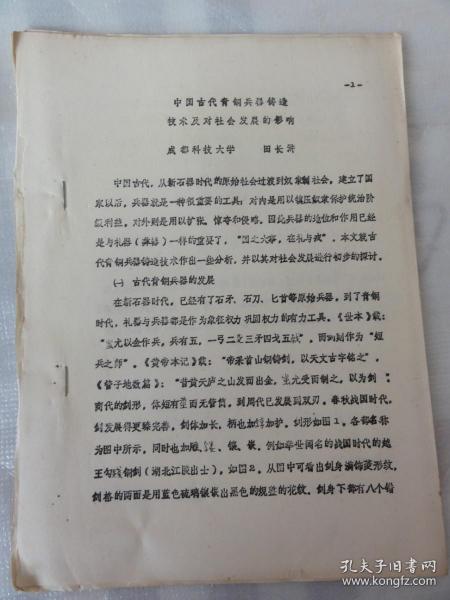 -1-
中国古代青铜兵器铸造
技术及对社会发展的影响
成都科技大学 田长浒
中国古代，从新石器时代的原始社会过渡到奴隶制社会，建立了国
家以后，兵器就是一种很重要的工具；对内是用以镇压奴隶保护统治阶
级利益，对外则是用以扩张、掠夺和侵略。因此兵器的地位和作用已经
是与礼器（彝器）一样的重要了，“国之大事，在礼与戎”。本文就古
代青铜兵器铸造技术作出一些分析，并以其对社会发展进行初步的探讨。
㈠ 古代青铜兵器的发展
在新石器时代，已经有了石矛、石刀、匕首等原始兵器，到了青铜
时代，礼器与兵器都是作为象征权力巩固权力的有力工具。《世本》载：
“蚩尤以金作兵，兵有五，一弓二殳三矛四戈五戟”，而两刃作为“短
兵之师”。《黄帝本记》载：“帝采首山铜铸剑，以天文古字铭之”，
《管子地数篇》：“昔黄天庐之山发而出金，蚩尤受而制之，以为剑：
商代的剑形，体短有茎而无管筒，到周代已发展到双刃。春秋战国时代，
剑发展得更臻完善，剑体加长，柄也加鐔加护。剑形如图1，各部名称
为图中所示，同时也加 、镶、嵌。例如举世闻名的战国时代的越
王勾践铜剑（湖北江陵出土），如图2。从图中可看出剑身满饰菱形纹，
剑格的两面是用蓝色琉璃镶嵌出黑色的规整的花纹。剑身下部有八个错
孔夫子旧书网
www.kongfz.com